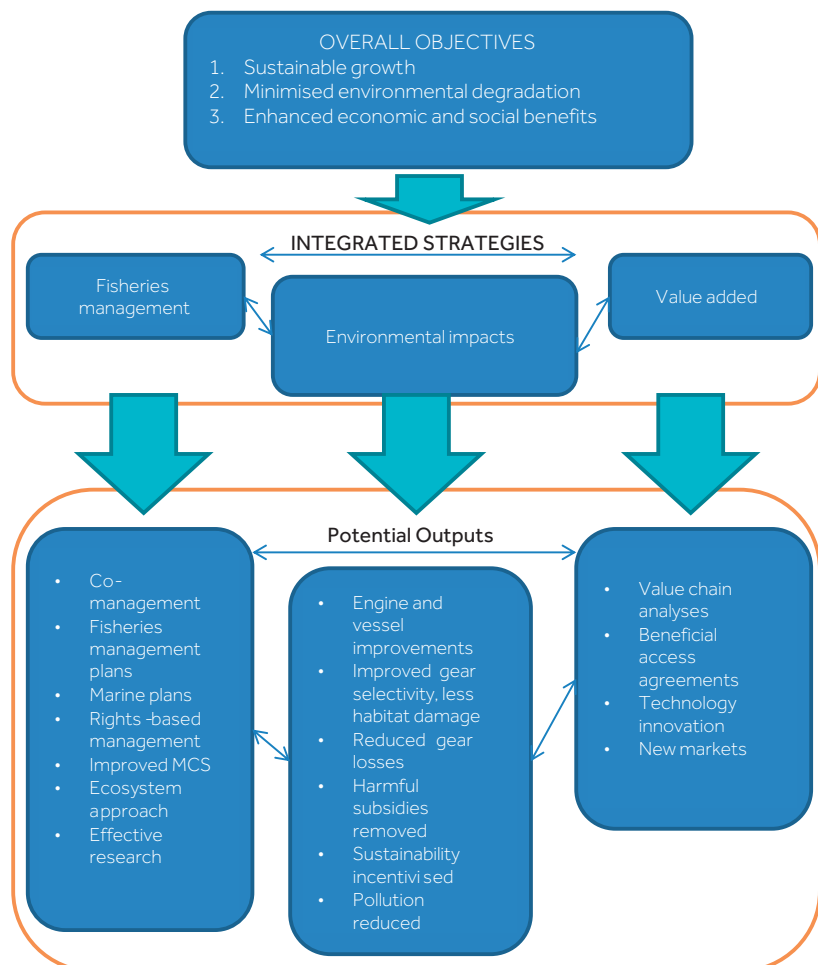 OVERALL OBJECTIVES
1. Sustainable growth
2. Minimised environmental degradation
3. Enhanced economic and social benefits
INTEGRATED STRATEGIES
Fisheries
management
Environmental impacts
Value added
Potential Outputs
• Co-
management
• Fisheries
management
plans
• Marine plans
• Rights -based
management
• Improved MCS
• Ecosystem
approach
• Effective
research
• Engine and
vessel
improvements
• Improved gear
selectivity, less
habitat damage
• Reduced gear
losses
• Harmful
subsidies
removed
• Sustainability
incentivi sed
• Pollution
reduced
• Value chain
analyses
• Beneficial
access
agreements
• Technology
innovation
• New markets